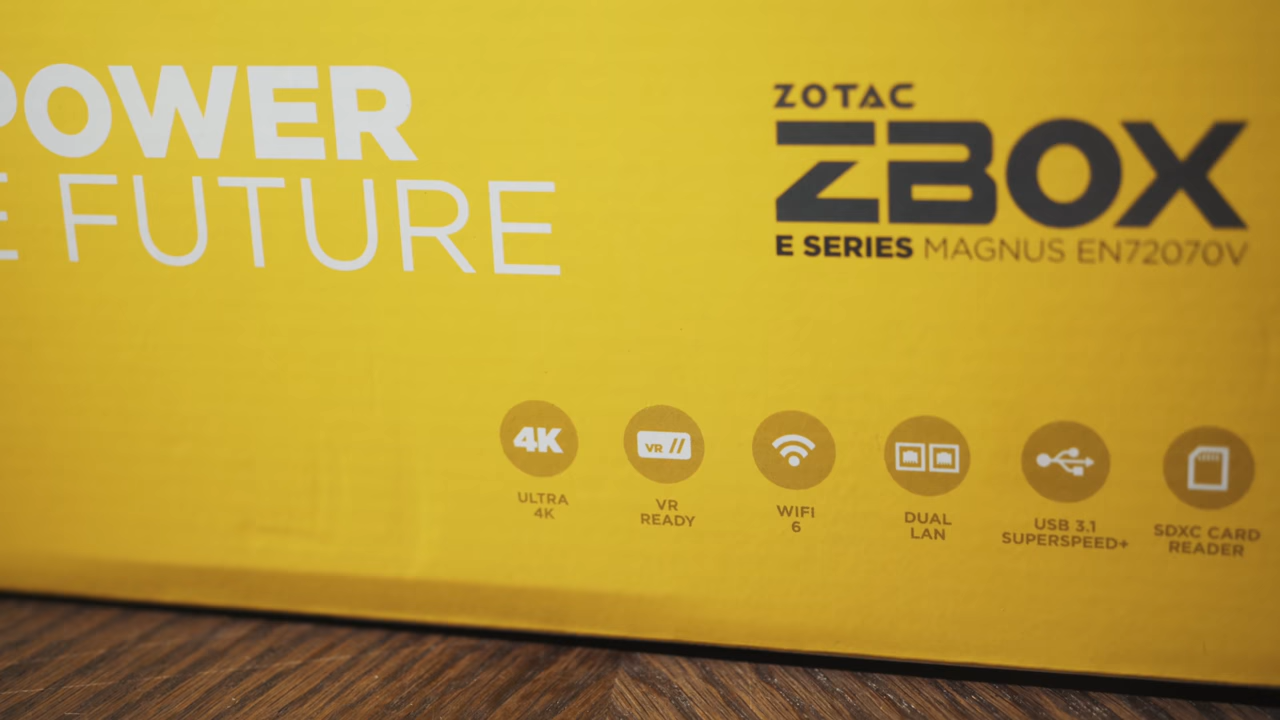 POWER
E FUTURE
ZOTAC
ZBOX
E SERIES MAGNUS EN72070V
4K
VR //
ULTRA
4K
VR
READY
WIFI
6
DUAL
LAN
USB 3.1
SUPERSPEED+
SDXC CARD
READER